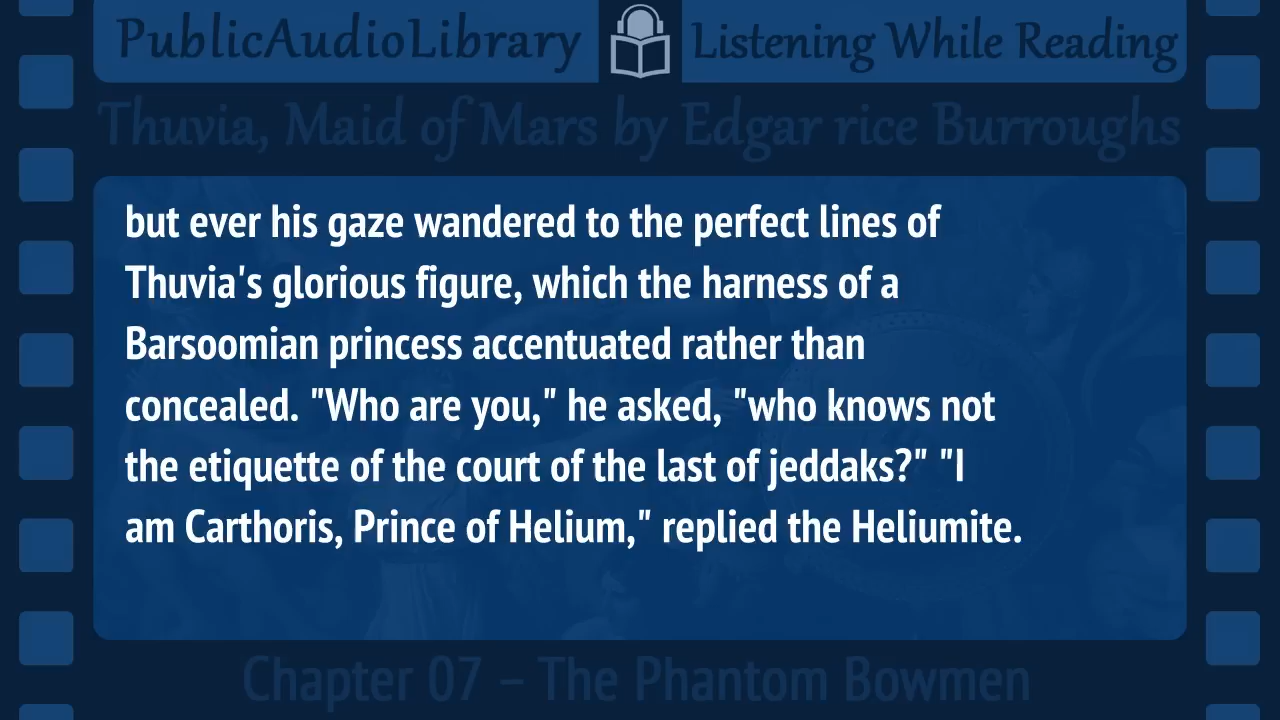 PublicAudioLibrary Listening While Reading
Thuvia, Maid of Mars by Edgar rice Burroughs
but ever his gaze wandered to the perfect lines of
Thuvia's glorious figure, which the harness of a
Barsoomian princess accentuated rather than
concealed. "Who are you," he asked, "who knows not
the etiquette of the court of the last of jeddaks?" "I
am Carthoris, Prince of Helium," replied the Heliumite.
Chapter 07 – The Phantom Bowmen